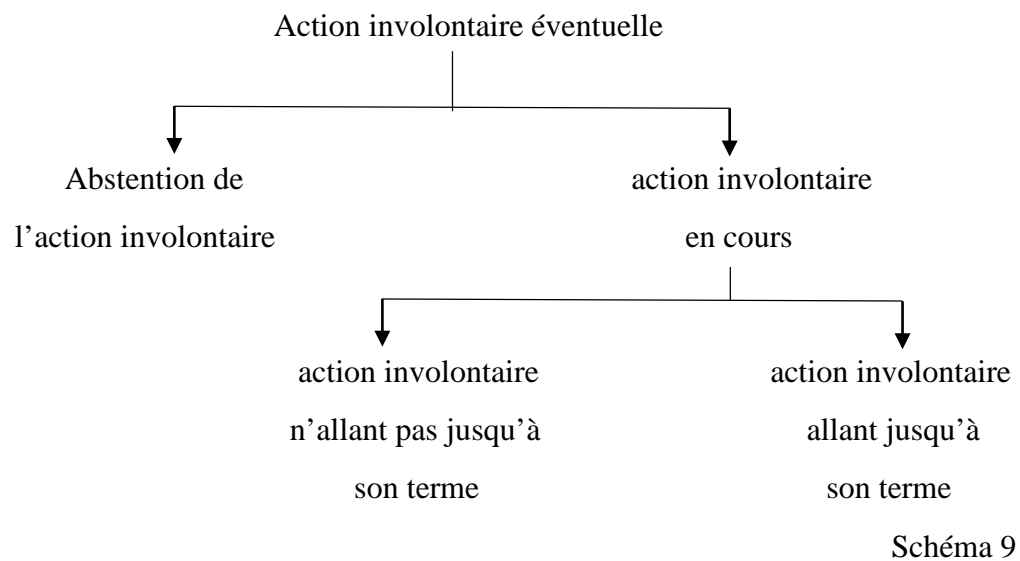 Action involontaire éventuelle
Abstention de
l’action involontaire
action involontaire
en cours
action involontaire
n’allant pas jusqu’à
son terme
action involontaire
allant jusqu’à
son terme
Schéma 9